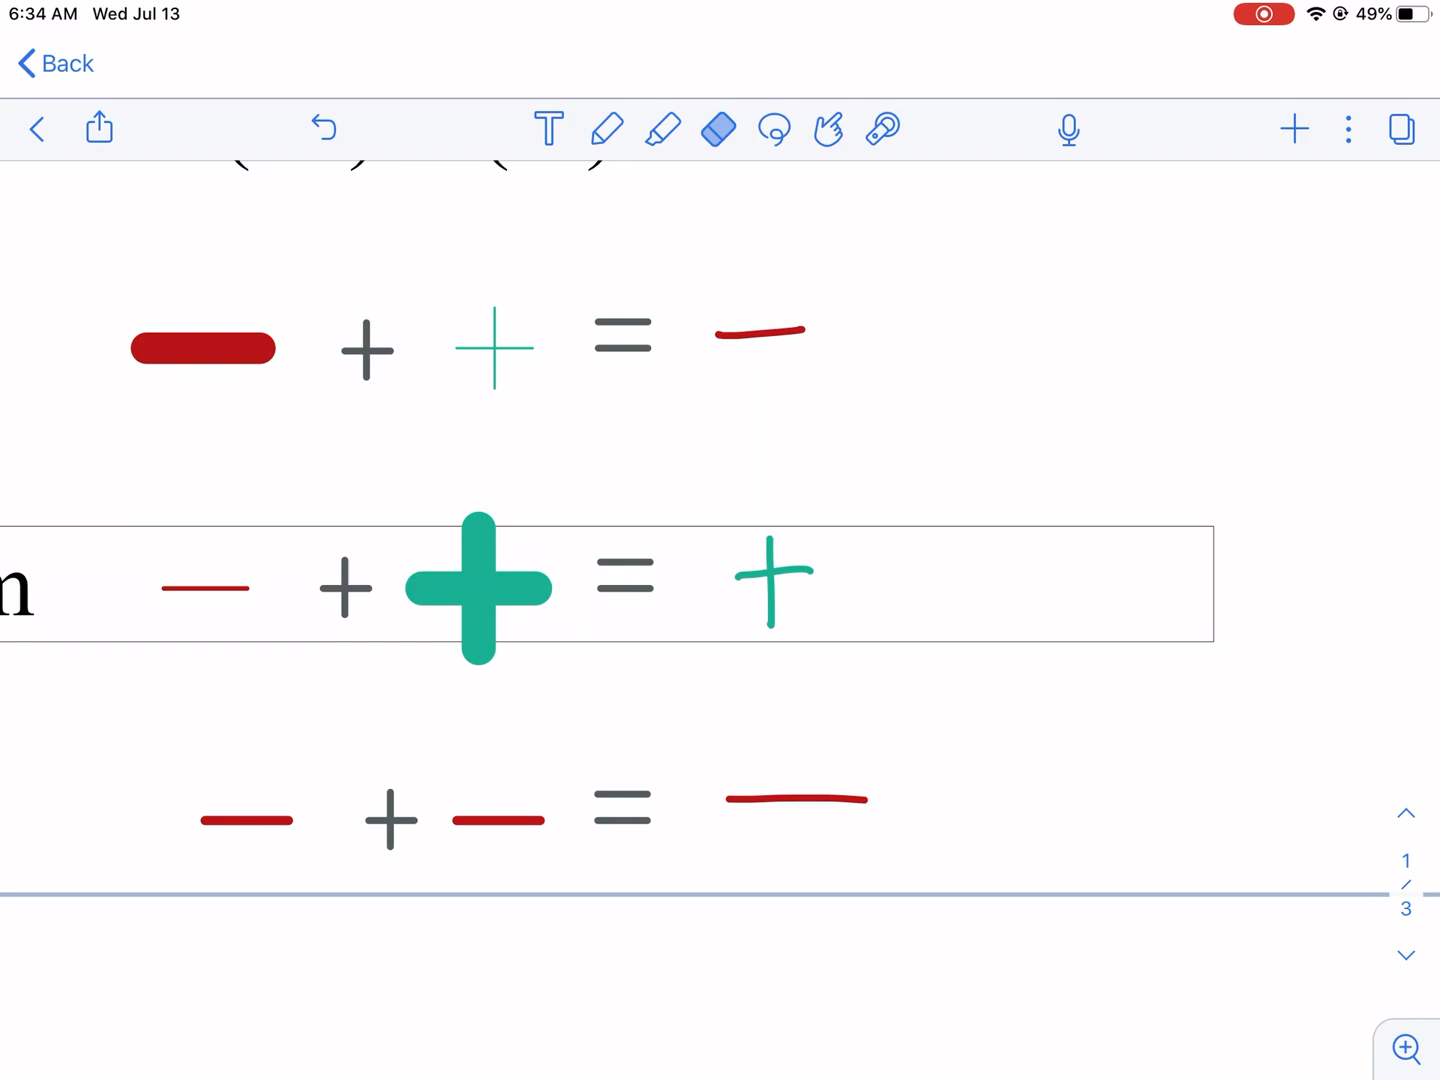 6:34 AM Wed Jul 13 49%
Back
T
( ) ( )
− + + = −
m − + + = +
− + − = −
1
/
3